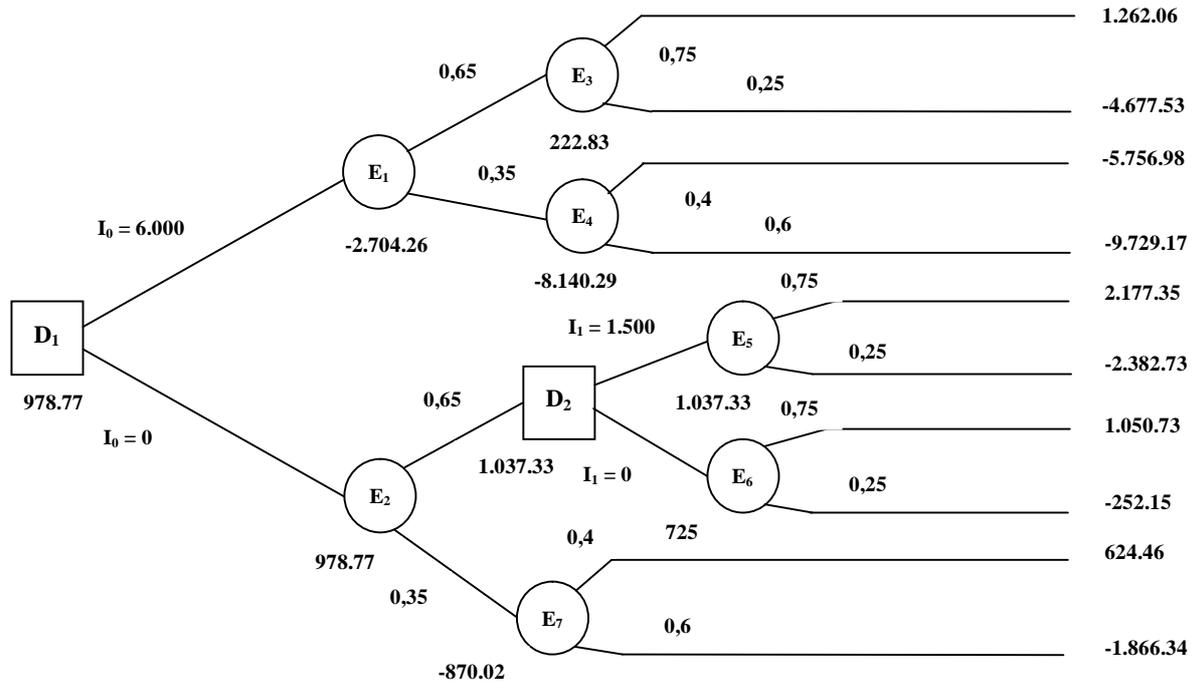 1.262.06
0,75
0,65
E₃
0,25
-4.677.53
222.83
-5.756.98
E₁
0,35
0,4
E₄
0,6
I₀ = 6.000
-2.704.26
-9.729.17
-8.140.29
0,75
2.177.35
I₁ = 1.500
D₁
E₅
0,25
-2.382.73
978.77
0,65
D₂
1.037.33
0,75
1.050.73
I₀ = 0
1.037.33
I₁ = 0
E₆
0,25
E₂
-252.15
725
0,4
624.46
978.77
0,35
E₇
0,6
-1.866.34
-870.02